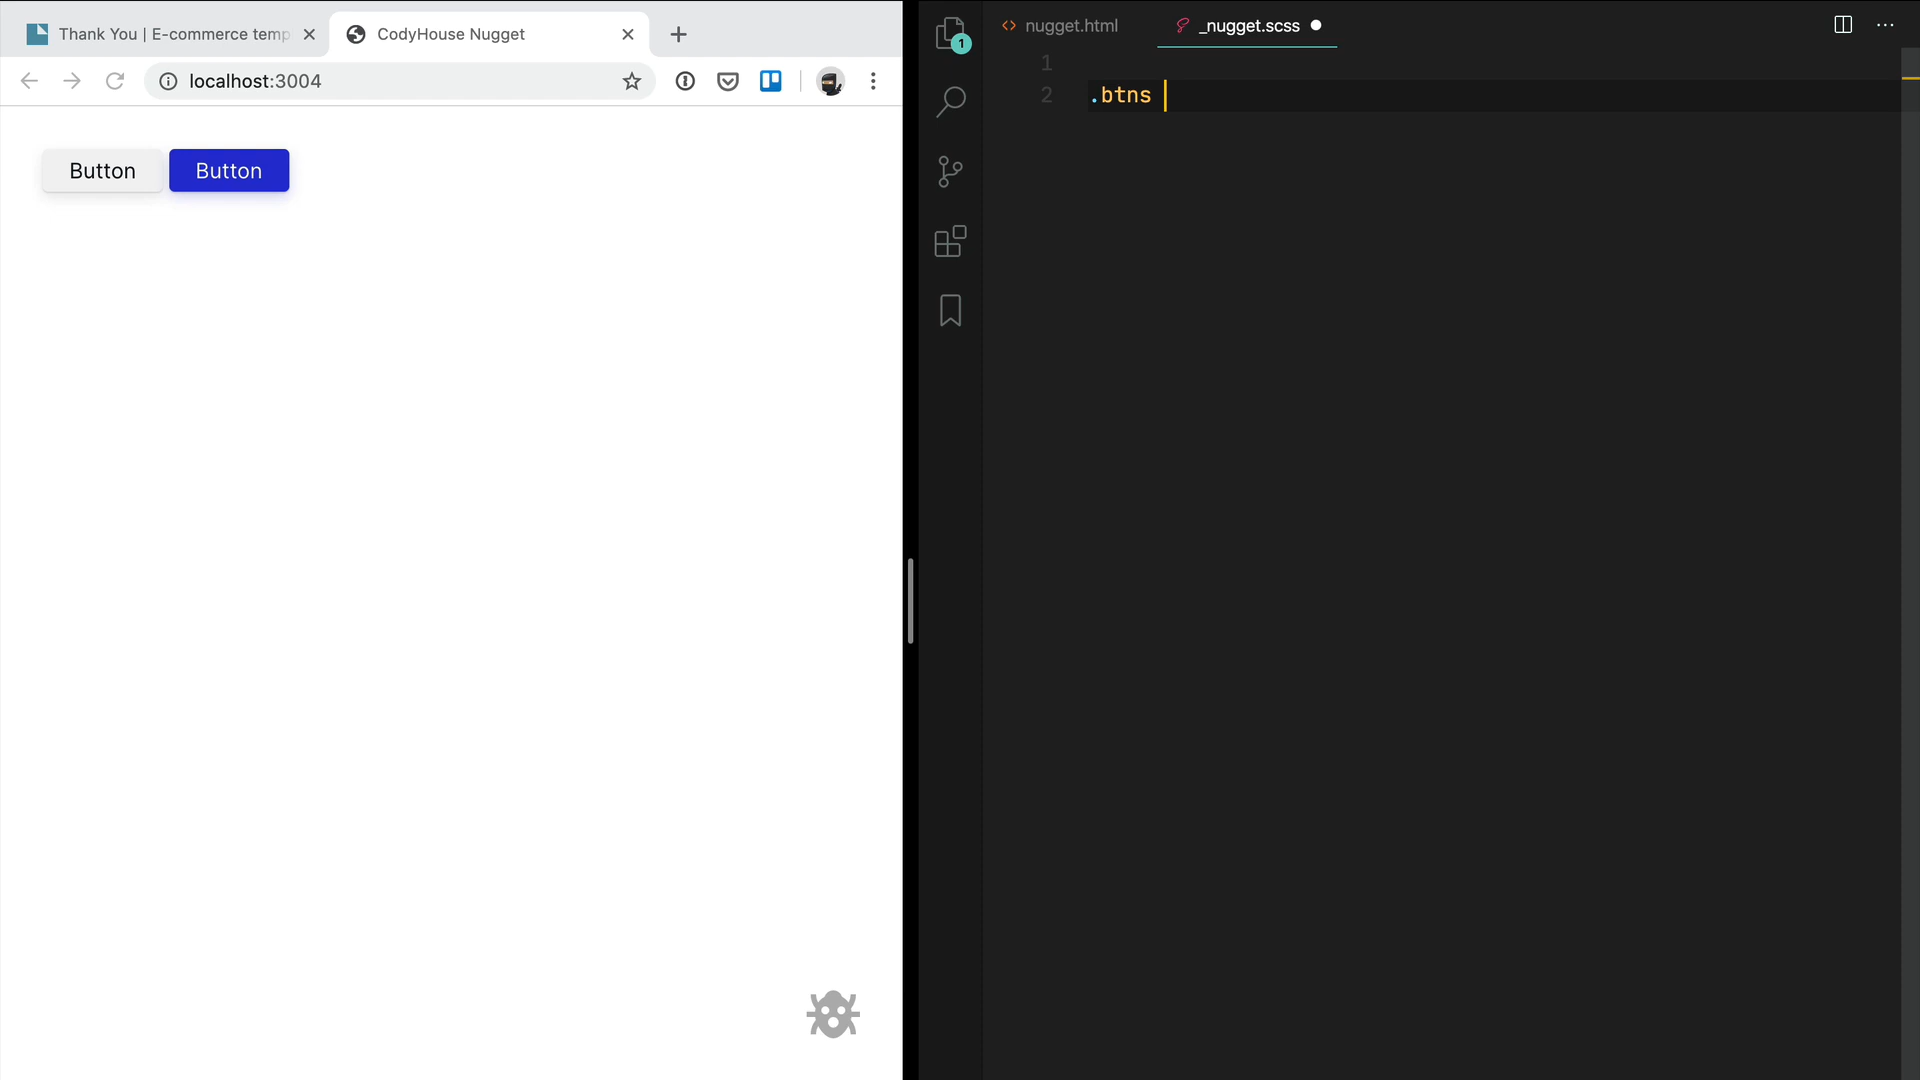 Thank You | E-commerce temp
CodyHouse Nugget
localhost:3004
Button
Button
1
nugget.html
_nugget.scss
1
2 .btns